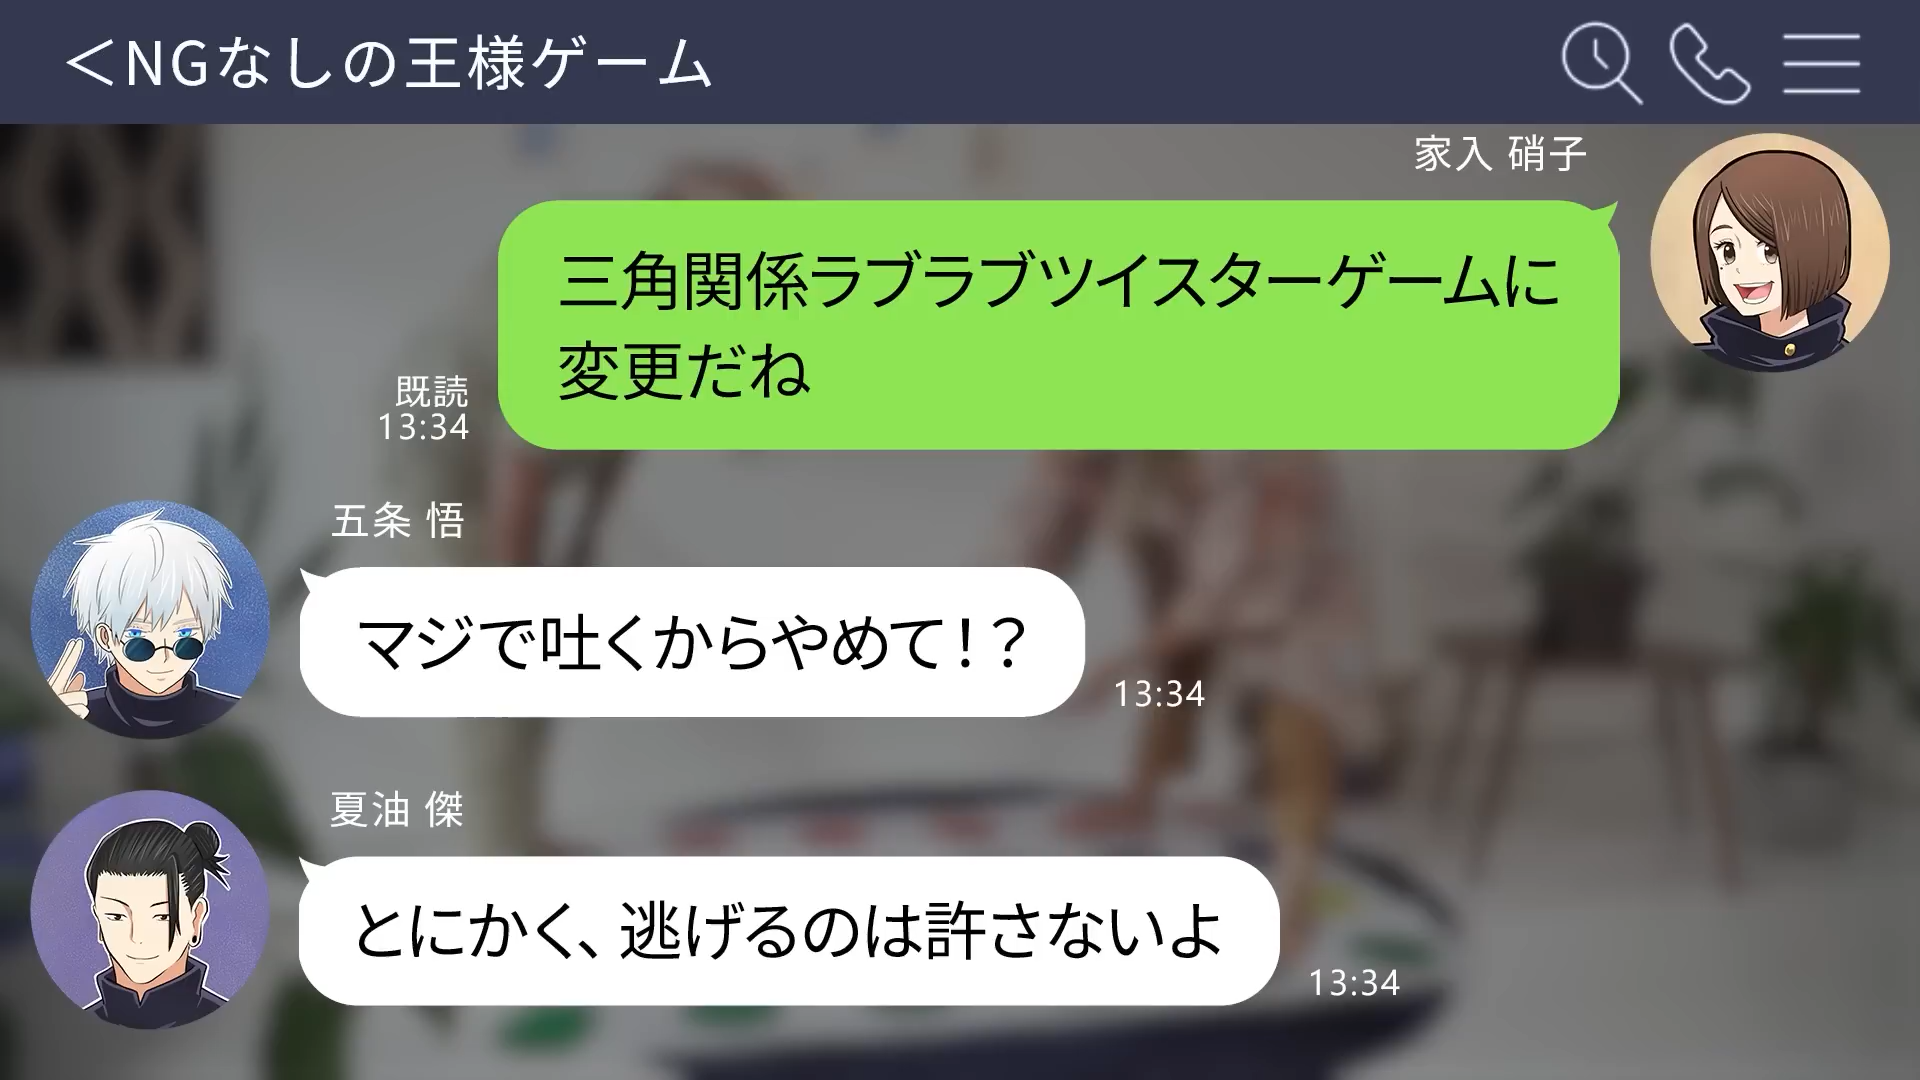 ＜NGなしの王様ゲーム
家入 硝子
三角関係ラブラブツイスターゲームに
変更だね
既読
13:34
五条 悟
マジで吐くからやめて！？
13:34
夏油 傑
とにかく、逃げるのは許さないよ
13:34